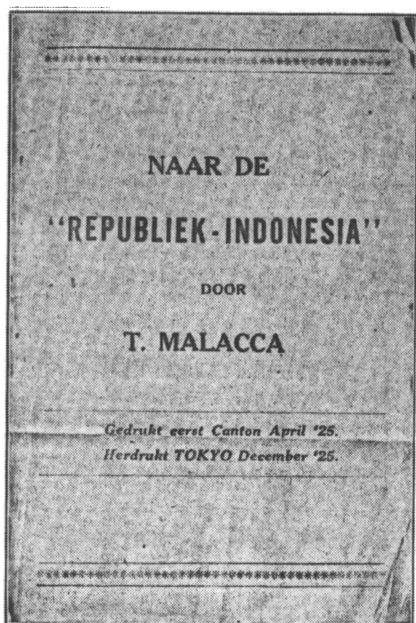 NAAR DE
"REPUBLIEK-INDONESIA"
DOOR
T. MALACCA
Gedrukt eerst Canton April '25.
Herdrukt TOKYO December '25.